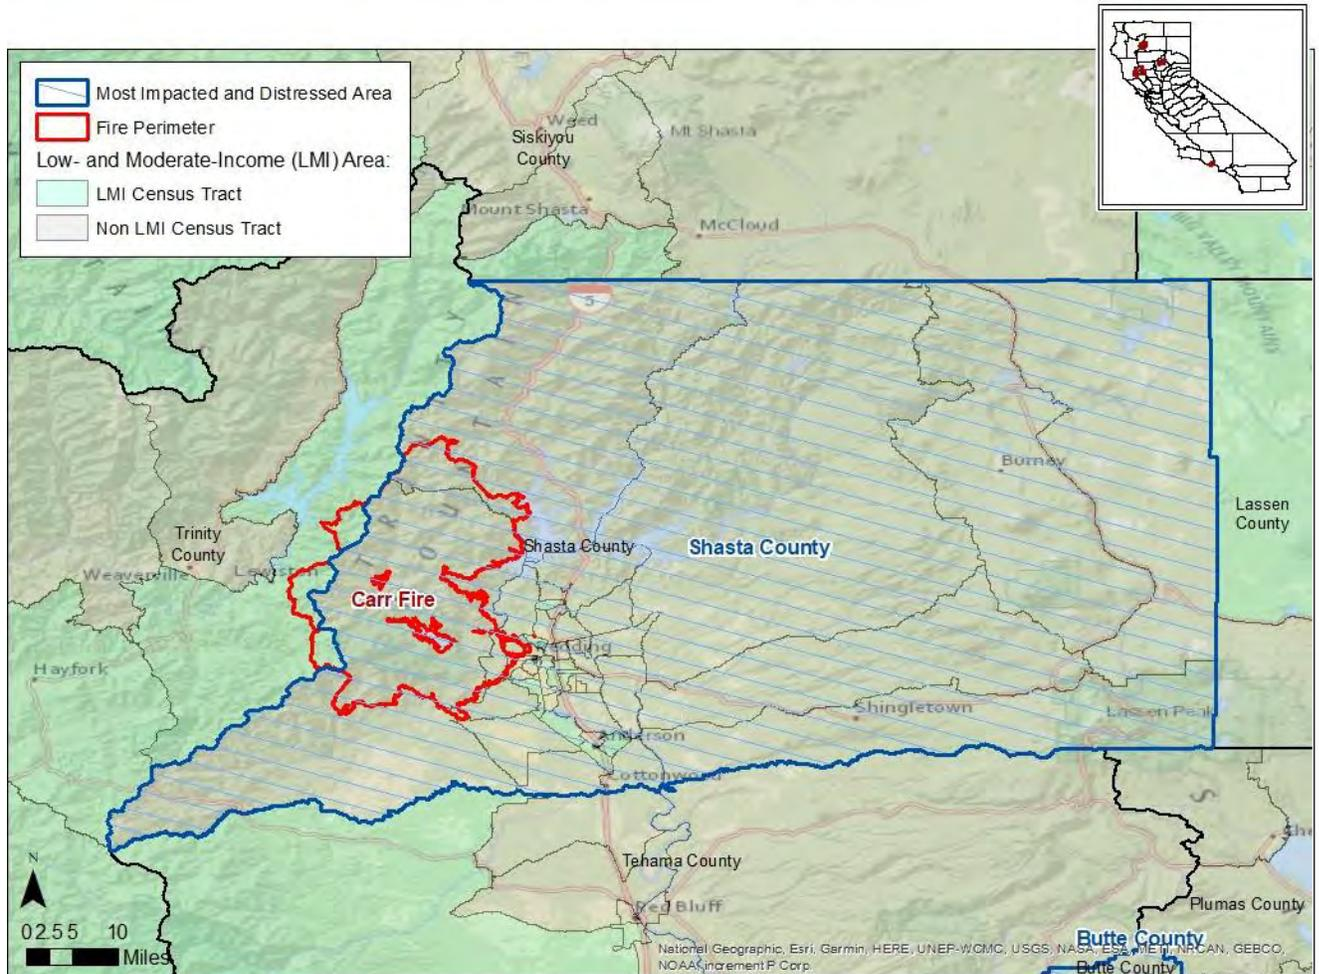 Most Impacted and Distressed Area
Fire Perimeter
Low- and Moderate-Income (LMI) Area:
LMI Census Tract
Non LMI Census Tract
Weed
Siskiyou
County
Mt Shasta
Mount Shasta
McCloud
5
Burney
Lassen
County
Trinity
County
Shasta County
Shasta County
Weaverville
Lewiston
Carr Fire
Redding
Hayfork
Shingletown
Lassen Peak
Anderson
Cottonwood
Tehama County
N
Red Bluff
Plumas County
0 2.5 5 10
Miles
Butte County
National Geographic, Esri, Garmin, HERE, UNEP-WCMC, USGS, NASA, ESA, METI, NRCAN, GEBCO,
NOAA, increment P Corp.
Butte County